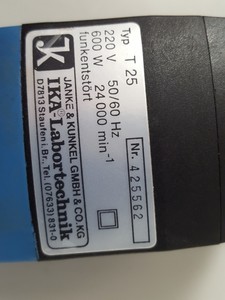 JK
JANKE & KUNKEL GMBH & CO.KG
IKA-Labortechnik
D7813 Staufen i. Br., Tel. (07633) 831-0
Typ T 25
220 V 50/60 Hz
600 W 24 000 min-1
funkentstört
Nr. 425562